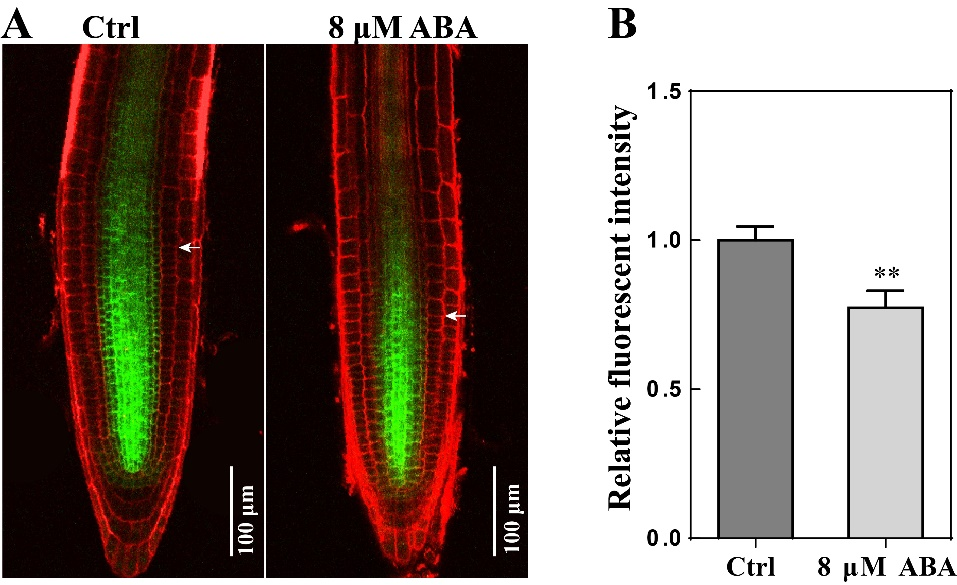 A
Ctrl
8 µM ABA
100 µm
100 µm
B
Relative fluorescent intensity
1.5
1.0
0.5
0.0
**
Ctrl
8 µM ABA